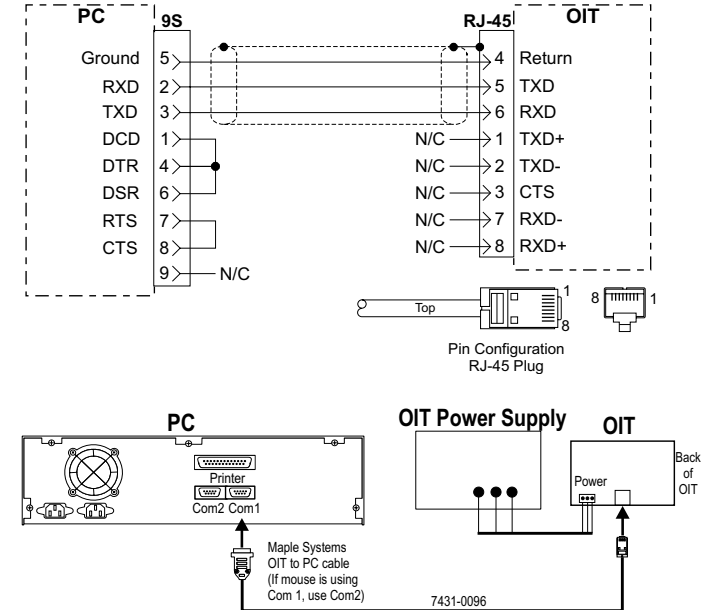 PC 9S RJ-45 OIT
Ground 5 4 Return
RXD 2 5 TXD
TXD 3 6 RXD
DCD 1 N/C 1 TXD+
DTR 4 N/C 2 TXD-
DSR 6 N/C 3 CTS
RTS 7 N/C 7 RXD-
CTS 8 N/C 8 RXD+
9 N/C
Top 1 8 8 1
Pin Configuration
RJ-45 Plug
PC
OIT Power Supply
OIT
Printer
Com2 Com1
Power
Back
of
OIT
Maple Systems
OIT to PC cable
(If mouse is using
Com 1, use Com2)
7431-0096